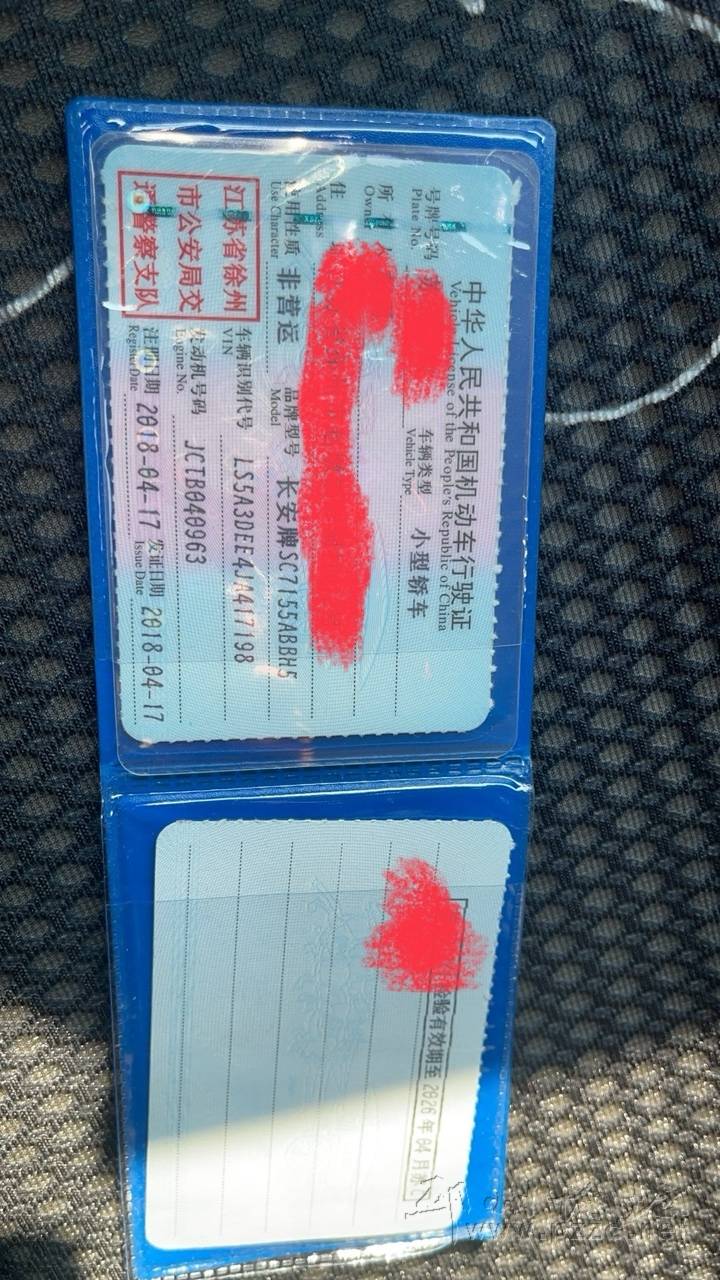 中华人民共和国机动车行驶证
Vehicle License of the People's Republic of China
号牌号码
Plate No.
车辆类型 小型轿车
Vehicle Type
所
Owner
住
Address
使用性质 非营运
Use Character
品牌型号 长安牌SC7155ABBH5
Model
江苏省徐州
市公安局交
通警察支队
车辆识别代号 LS5A3DEE4JA417198
VIN
发动机号码 JCTB040963
Engine No.
注册日期 2018-04-17 发证日期 2018-04-17
Register Date Issue Date
检验有效期至2026年04月